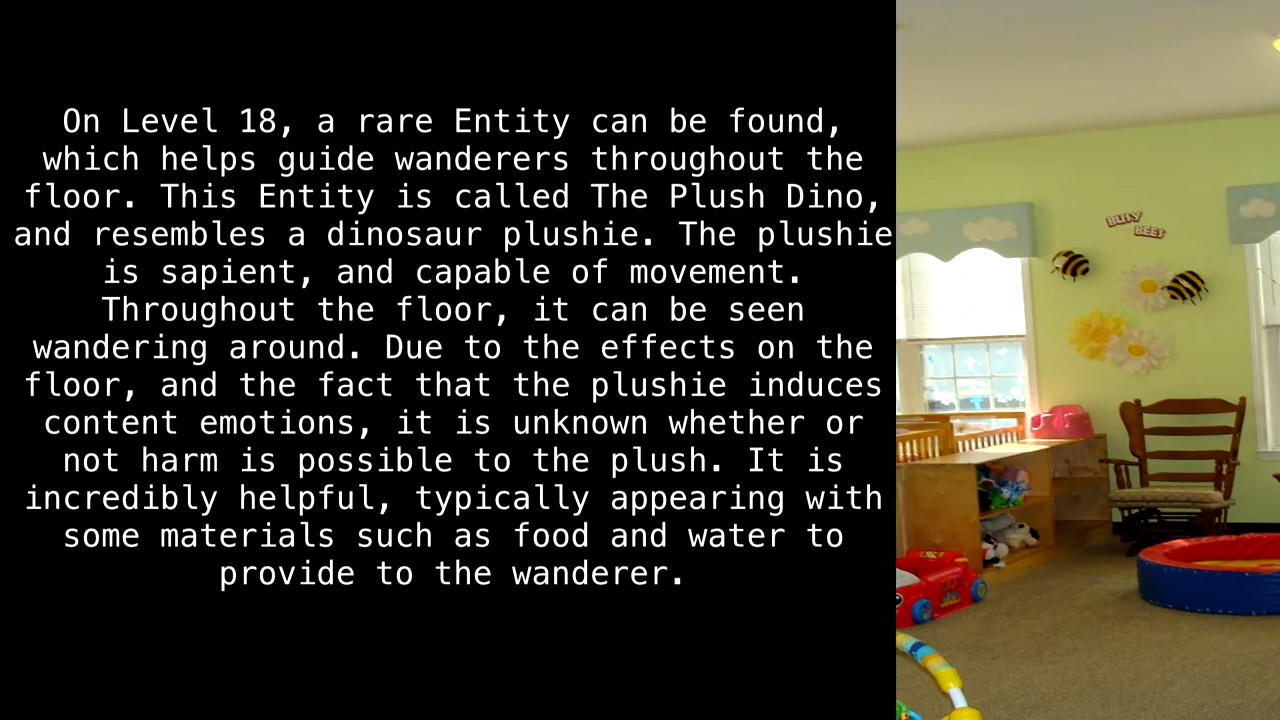 On Level 18, a rare Entity can be found,
which helps guide wanderers throughout the
floor. This Entity is called The Plush Dino,
and resembles a dinosaur plushie. The plushie
is sapient, and capable of movement.
Throughout the floor, it can be seen
wandering around. Due to the effects on the
floor, and the fact that the plushie induces
content emotions, it is unknown whether or
not harm is possible to the plush. It is
incredibly helpful, typically appearing with
some materials such as food and water to
provide to the wanderer.
BUSY
BEES